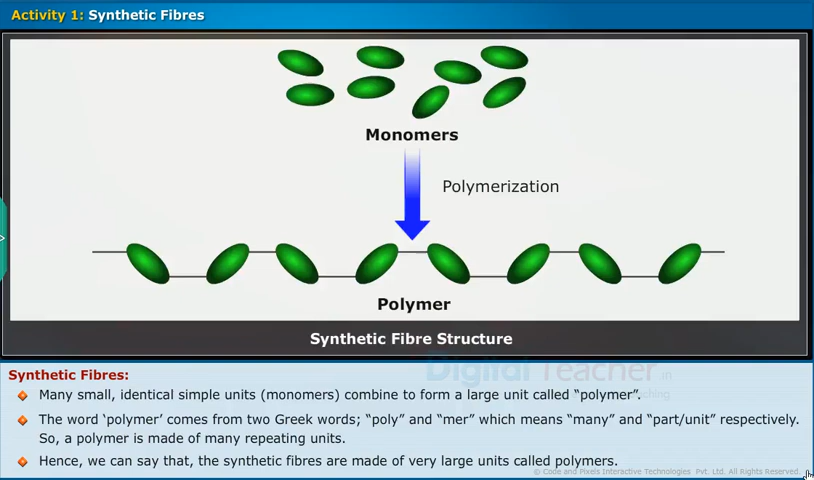 Activity 1: Synthetic Fibres
Monomers
Polymerization
Polymer
Synthetic Fibre Structure
Digital Teacher.in
Synthetic Fibres:
Many small, identical simple units (monomers) combine to form a large unit called “polymer”.
The word ‘polymer’ comes from two Greek words; “poly” and “mer” which means “many” and “part/unit” respectively.
So, a polymer is made of many repeating units.
Hence, we can say that, the synthetic fibres are made of very large units called polymers.
© Code and Pixels Interactive Technologies Pvt. Ltd. All Rights Reserved.